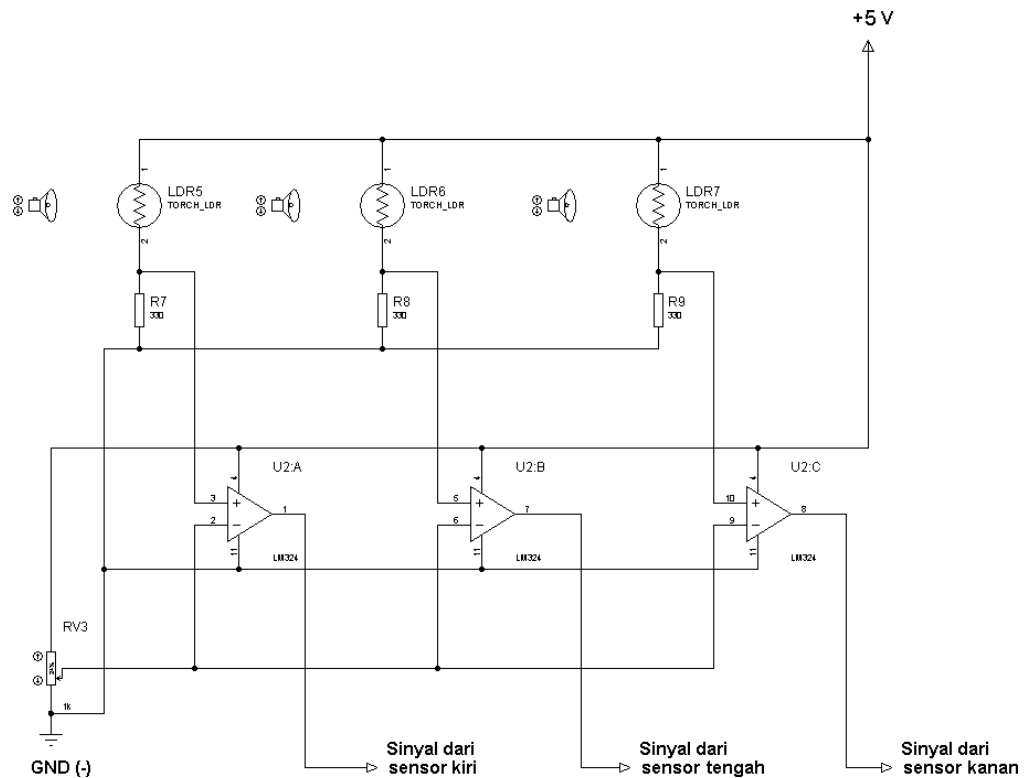 +5 V
1
1
1
LDR5
TORCH_LDR
LDR6
TORCH_LDR
LDR7
TORCH_LDR
2
2
2
R7
330
R8
330
R9
330
U2:A
U2:B
U2:C
4
4
4
3
2
1
5
6
7
10
9
8
11
11
11
LM324
LM324
LM324
RV3
24%
1k
GND (-)
Sinyal dari
sensor kiri
Sinyal dari
sensor tengah
Sinyal dari
sensor kanan